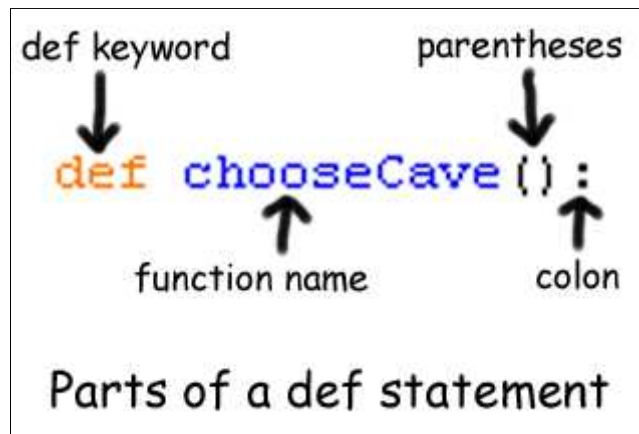 def keyword parentheses
def chooseCave():
function name colon
Parts of a def statement